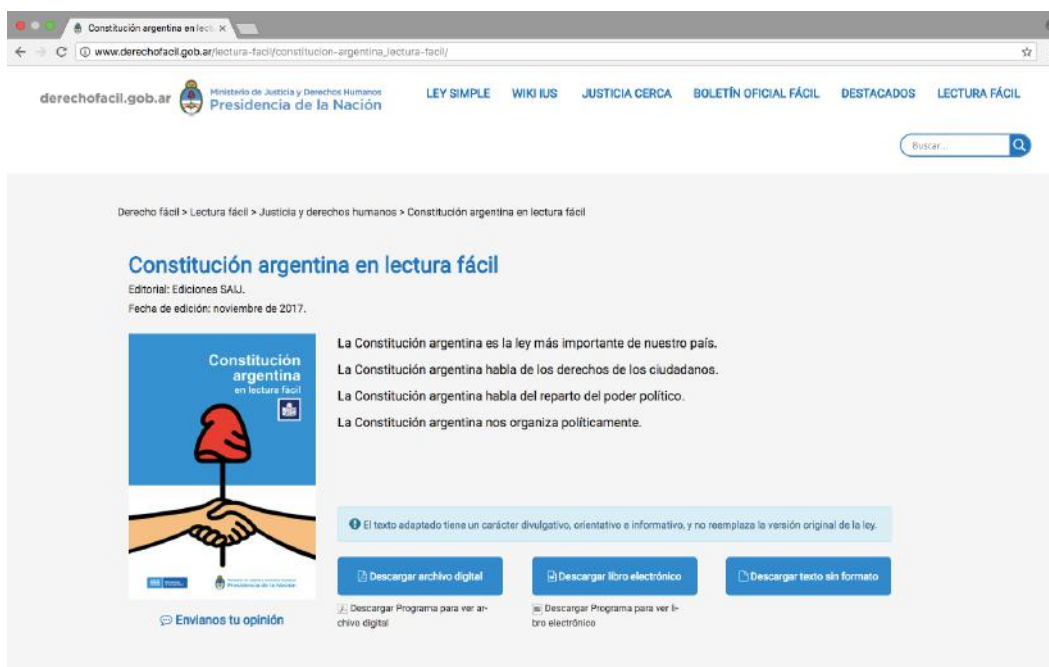 Constitución argentina en lect
www.derechofacil.gob.ar/lectura-facil/constitucion-argentina_lectura-facil/
derechofacil.gob.ar
Ministerio de Justicia y Derechos Humanos
Presidencia de la Nación
LEY SIMPLE WIKI IUS JUSTICIA CERCA BOLETÍN OFICIAL FÁCIL DESTACADOS LECTURA FÁCIL
Buscar...
Derecho fácil > Lectura fácil > Justicia y derechos humanos > Constitución argentina en lectura fácil
Constitución argentina en lectura fácil
Editorial: Ediciones SAIJ.
Fecha de edición: noviembre de 2017.
Constitución
argentina
en lectura fácil
Presidencia de la Nación
Envianos tu opinión
La Constitución argentina es la ley más importante de nuestro país.
La Constitución argentina habla de los derechos de los ciudadanos.
La Constitución argentina habla del reparto del poder político.
La Constitución argentina nos organiza políticamente.
El texto adaptado tiene un carácter divulgativo, orientativo e informativo, y no reemplaza la versión original de la ley.
Descargar archivo digital
Descargar libro electrónico
Descargar texto sin formato
Descargar Programa para ver ar-
chivo digital
Descargar Programa para ver li-
bro electrónico